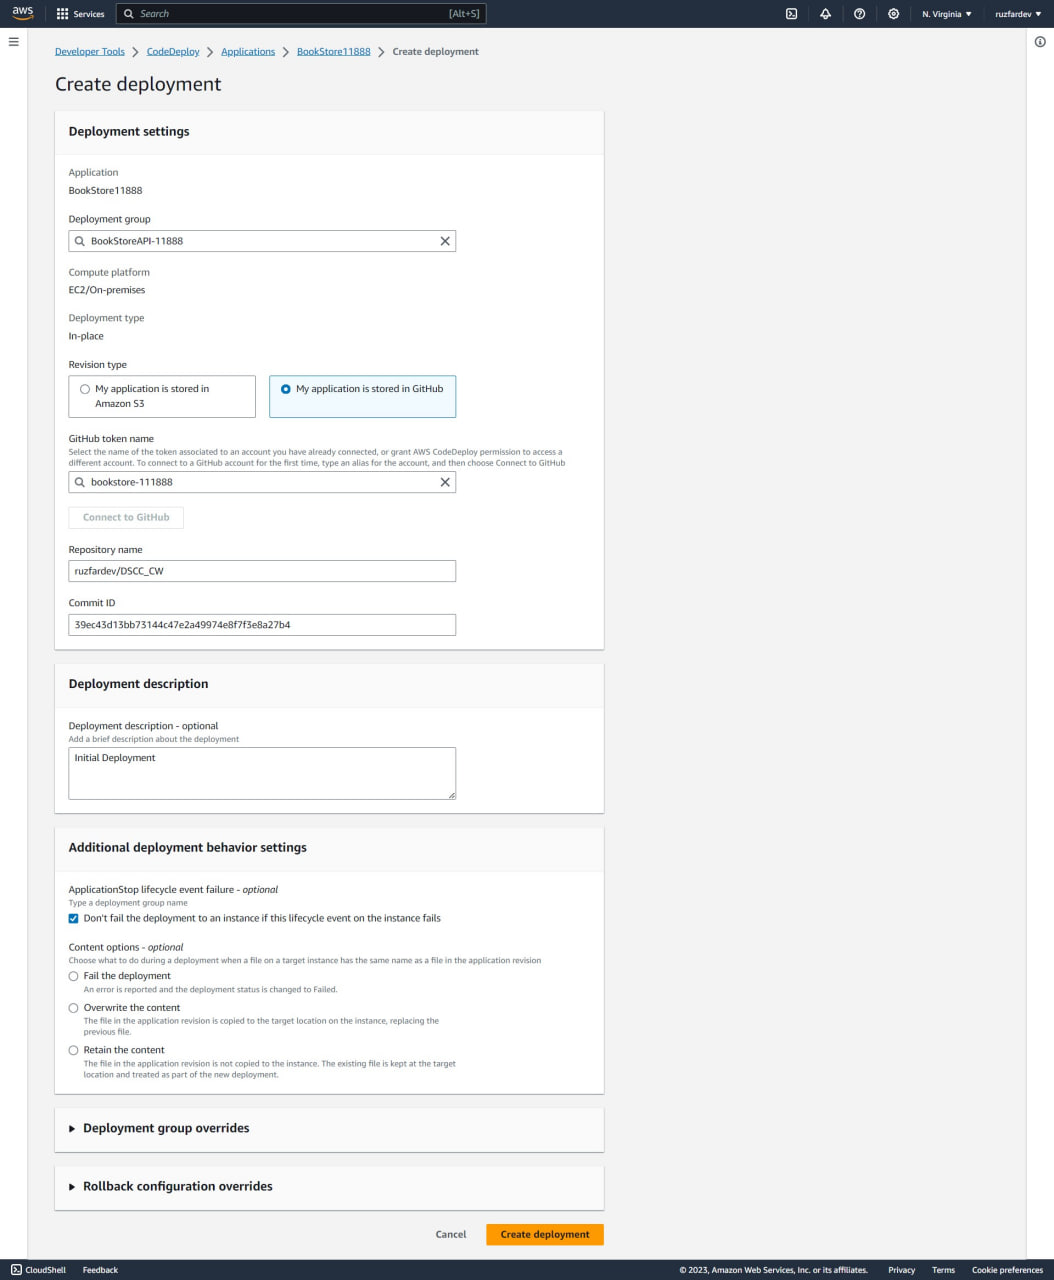 aws
Services
Search
[Alt+S]
N. Virginia
ruzfardev
Developer Tools
CodeDeploy
Applications
BookStore11888
Create deployment
Create deployment
Deployment settings
Application
BookStore11888
Deployment group
BookStoreAPI-11888
Compute platform
EC2/On-premises
Deployment type
In-place
Revision type
My application is stored in
Amazon S3
My application is stored in GitHub
GitHub token name
Select the name of the token associated to an account you have already connected, or grant AWS CodeDeploy permission to access a
different account. To connect to a GitHub account for the first time, type an alias for the account, and then choose Connect to GitHub
bookstore-111888
Connect to GitHub
Repository name
ruzfardev/DSCC_CW
Commit ID
39ec43d13bb73144c47e2a49974e8f7f3e8a27b4
Deployment description
Deployment description - optional
Add a brief description about the deployment
Initial Deployment
Additional deployment behavior settings
ApplicationStop lifecycle event failure - optional
Type a deployment group name
Don't fail the deployment to an instance if this lifecycle event on the instance fails
Content options - optional
Choose what to do during a deployment when a file on a target instance has the same name as a file in the application revision
Fail the deployment
An error is reported and the deployment status is changed to Failed.
Overwrite the content
The file in the application revision is copied to the target location on the instance, replacing the
previous file.
Retain the content
The file in the application revision is not copied to the instance. The existing file is kept at the target
location and treated as part of the new deployment.
Deployment group overrides
Rollback configuration overrides
Cancel
Create deployment
CloudShell
Feedback
© 2023, Amazon Web Services, Inc. or its affiliates.
Privacy
Terms
Cookie preferences